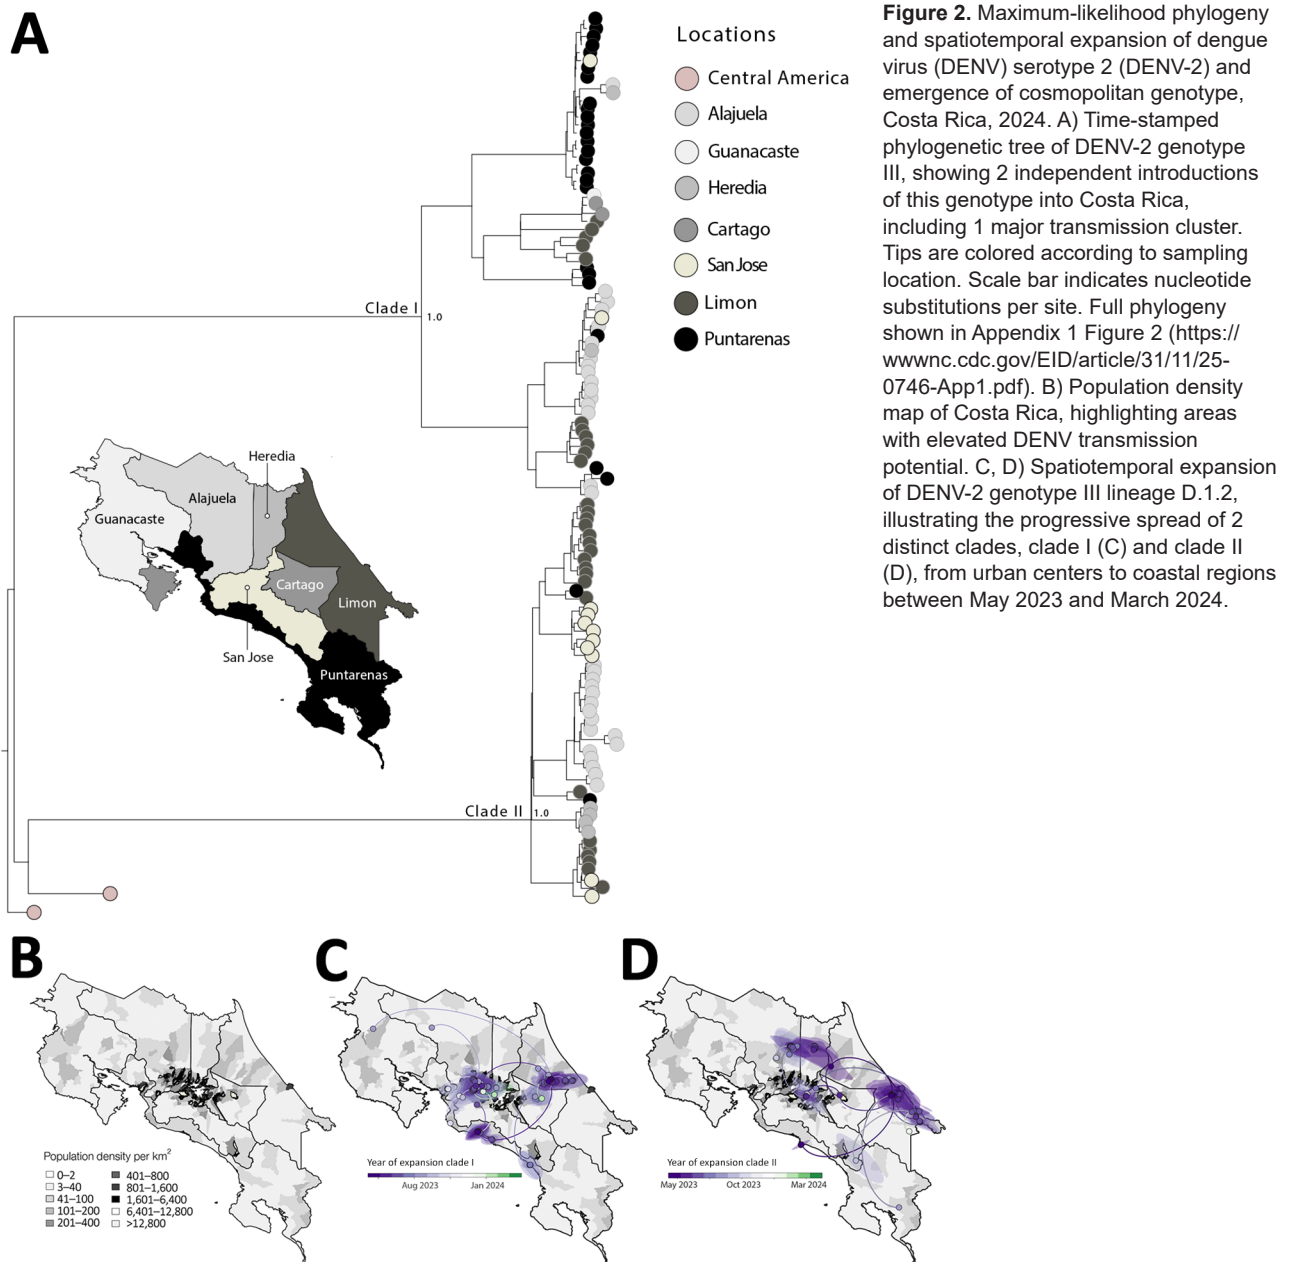 A
Locations
Central America
Alajuela
Guanacaste
Heredia
Cartago
San Jose
Limon
Puntarenas
Clade I
1.0
Heredia
Alajuela
Guanacaste
Cartago
Limon
San Jose
Puntarenas
Clade II
1.0
Figure 2. Maximum-likelihood phylogeny
and spatiotemporal expansion of dengue
virus (DENV) serotype 2 (DENV-2) and
emergence of cosmopolitan genotype,
Costa Rica, 2024. A) Time-stamped
phylogenetic tree of DENV-2 genotype
III, showing 2 independent introductions
of this genotype into Costa Rica,
including 1 major transmission cluster.
Tips are colored according to sampling
location. Scale bar indicates nucleotide
substitutions per site. Full phylogeny
shown in Appendix 1 Figure 2 (https://
wwwnc.cdc.gov/EID/article/31/11/25-
0746-App1.pdf). B) Population density
map of Costa Rica, highlighting areas
with elevated DENV transmission
potential. C, D) Spatiotemporal expansion
of DENV-2 genotype III lineage D.1.2,
illustrating the progressive spread of 2
distinct clades, clade I (C) and clade II
(D), from urban centers to coastal regions
between May 2023 and March 2024.
B
Population density per km²
0–2
3–40
41–100
101–200
201–400
401–800
801–1,600
1,601–6,400
6,401–12,800
>12,800
C
Year of expansion clade I
Aug 2023 Jan 2024
D
Year of expansion clade II
May 2023 Oct 2023 Mar 2024